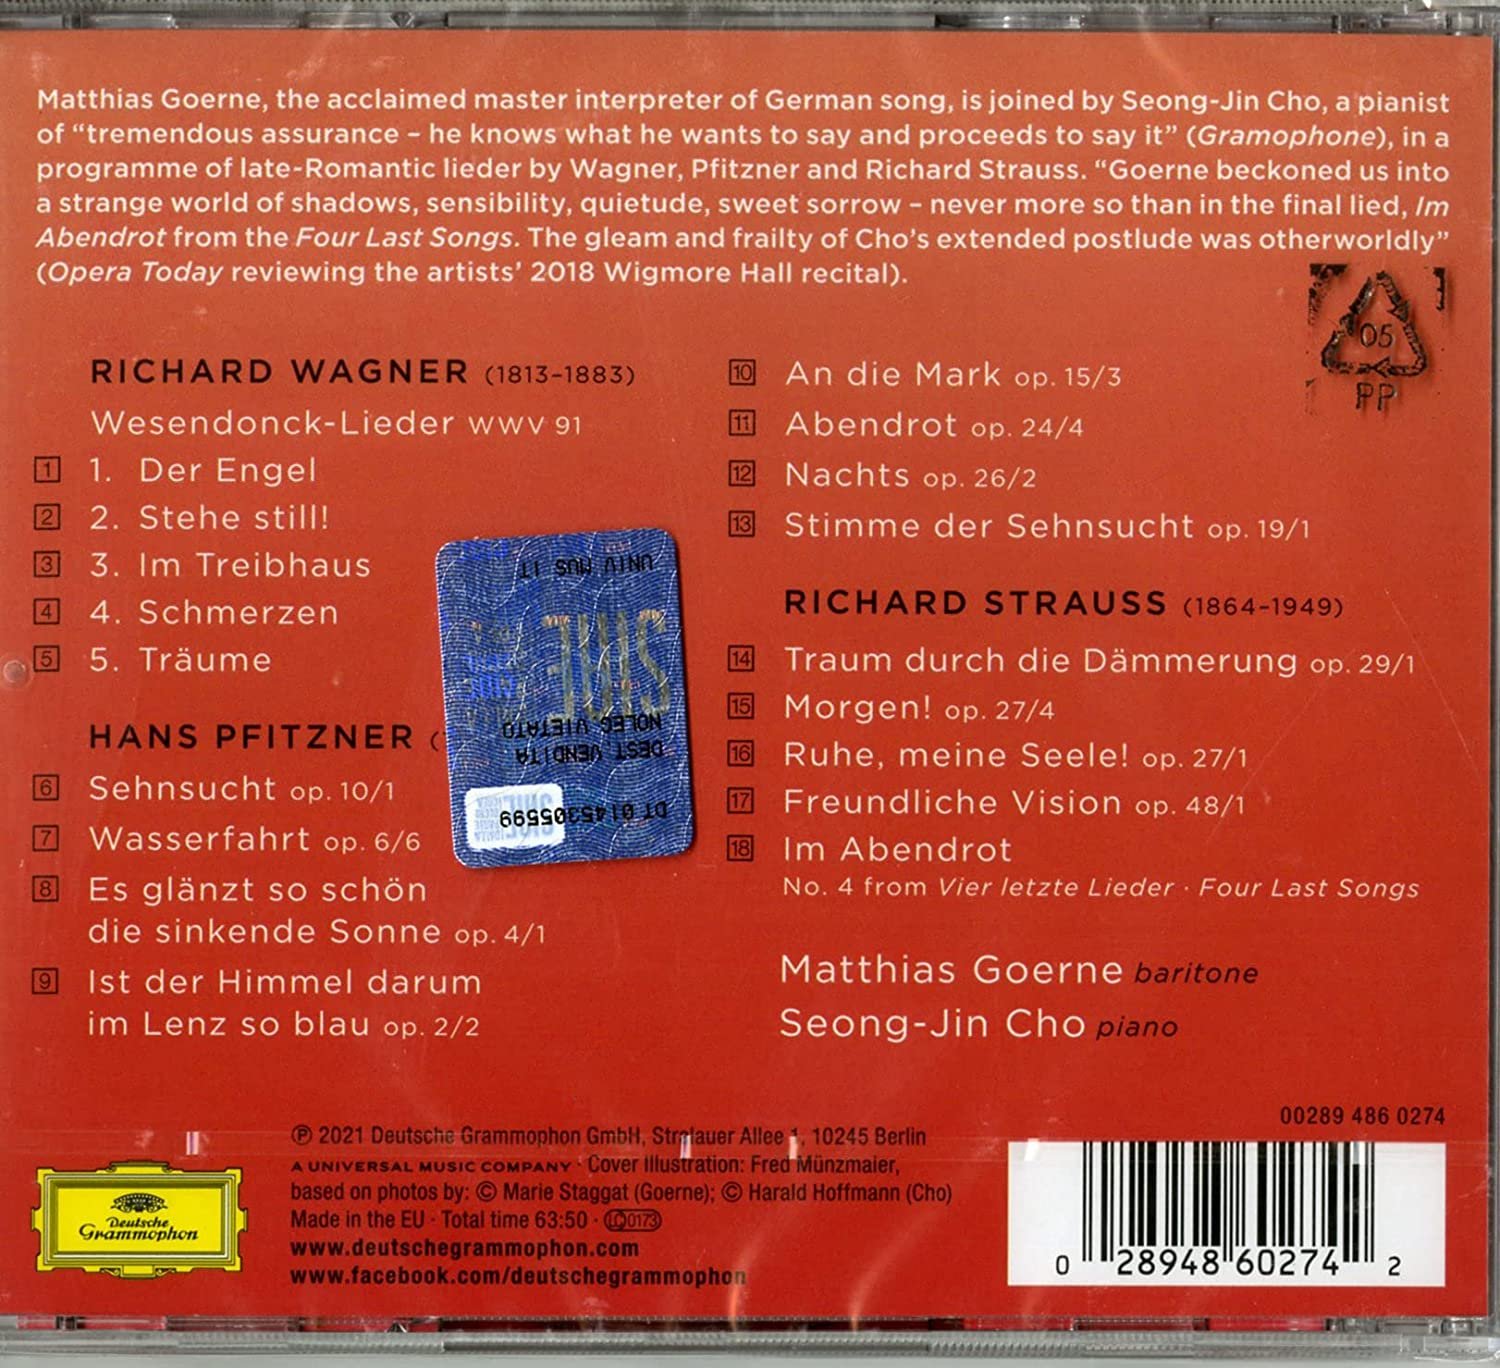 Matthias Goerne, the acclaimed master interpreter of German song, is joined by Seong-Jin Cho, a pianist
of “tremendous assurance – he knows what he wants to say and proceeds to say it” (Gramophone), in a
programme of late-Romantic lieder by Wagner, Pfitzner and Richard Strauss. “Goerne beckoned us into
a strange world of shadows, sensibility, quietude, sweet sorrow – never more so than in the final lied, Im
Abendrot from the Four Last Songs. The gleam and frailty of Cho’s extended postlude was otherworldly”
(Opera Today reviewing the artists’ 2018 Wigmore Hall recital).
05
PP
RICHARD WAGNER (1813–1883)
Wesendonck-Lieder WWV 91
1 1. Der Engel
2 2. Stehe still!
3 3. Im Treibhaus
4 4. Schmerzen
5 5. Träume
HANS PFITZNER (
6 Sehnsucht op. 10/1
7 Wasserfahrt op. 6/6
8 Es glänzt so schön
die sinkende Sonne op. 4/1
9 Ist der Himmel darum
im Lenz so blau op. 2/2
UNIV MUS IT
SIAE
NOLEG VIETATO
DEST. VENDITA
DT 0145305599
10 An die Mark op. 15/3
11 Abendrot op. 24/4
12 Nachts op. 26/2
13 Stimme der Sehnsucht op. 19/1
RICHARD STRAUSS (1864–1949)
14 Traum durch die Dämmerung op. 29/1
15 Morgen! op. 27/4
16 Ruhe, meine Seele! op. 27/1
17 Freundliche Vision op. 48/1
18 Im Abendrot
No. 4 from Vier letzte Lieder · Four Last Songs
Matthias Goerne baritone
Seong-Jin Cho piano
Deutsche
Grammophon
℗ 2021 Deutsche Grammophon GmbH, Stralauer Allee 1, 10245 Berlin
A UNIVERSAL MUSIC COMPANY · Cover Illustration: Fred Münzmaier,
based on photos by: © Marie Staggat (Goerne); © Harald Hoffmann (Cho)
Made in the EU · Total time 63:50 · LC 0173
www.deutschegrammophon.com
www.facebook.com/deutschegrammophon
00289 486 0274
0 28948 60274 2